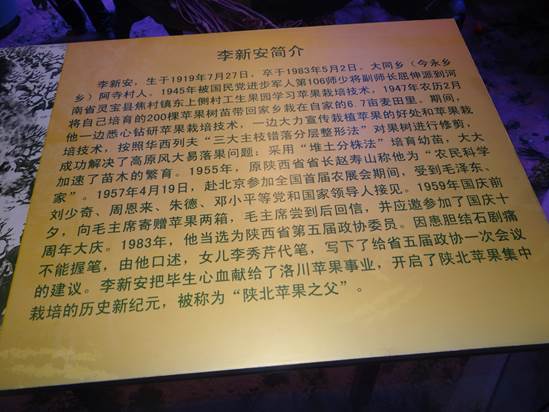 李新安简介
李新安，生于1919年7月27日，卒于1983年5月2日。大同乡（今永乡
乡）阿寺村人。1945年被国民党进步军人第106师少将副师长屈伸派到河
南省灵宝县焦村镇东上侧村工生果园学习苹果栽培技术，1947年农历2月
将自己培育的200棵苹果树苗带回家乡栽在自家的6.7亩麦田里。期间，
他一边悉心钻研苹果栽培技术，一边大力宣传栽植苹果的好处和苹果栽
培技术，按照华西列夫“三大主枝错落分层整形法”对果树进行修剪，
成功解决了高原风大易落果问题；采用“堆土分株法”培育幼苗，大大
加速了苗木的繁育。1955年，原陕西省省长赵寿山称他为“农民科学
家”。1957年4月19日，赴北京参加全国首届农展会期间，受到毛泽东、
刘少奇、周恩来、朱德、邓小平等党和国家领导人接见。1959年国庆前
夕，向毛主席寄赠苹果两箱，毛主席尝到后回信，并应邀参加了国庆十
周年大庆。1983年，他当选为陕西省第五届政协委员。因患胆结石剧痛
不能握笔，由他口述，女儿李秀芹代笔，写下了给省五届政协一次会议
的建议。李新安把毕生心血献给了洛川苹果事业，开启了陕北苹果集中
栽培的历史新纪元，被称为“陕北苹果之父”。